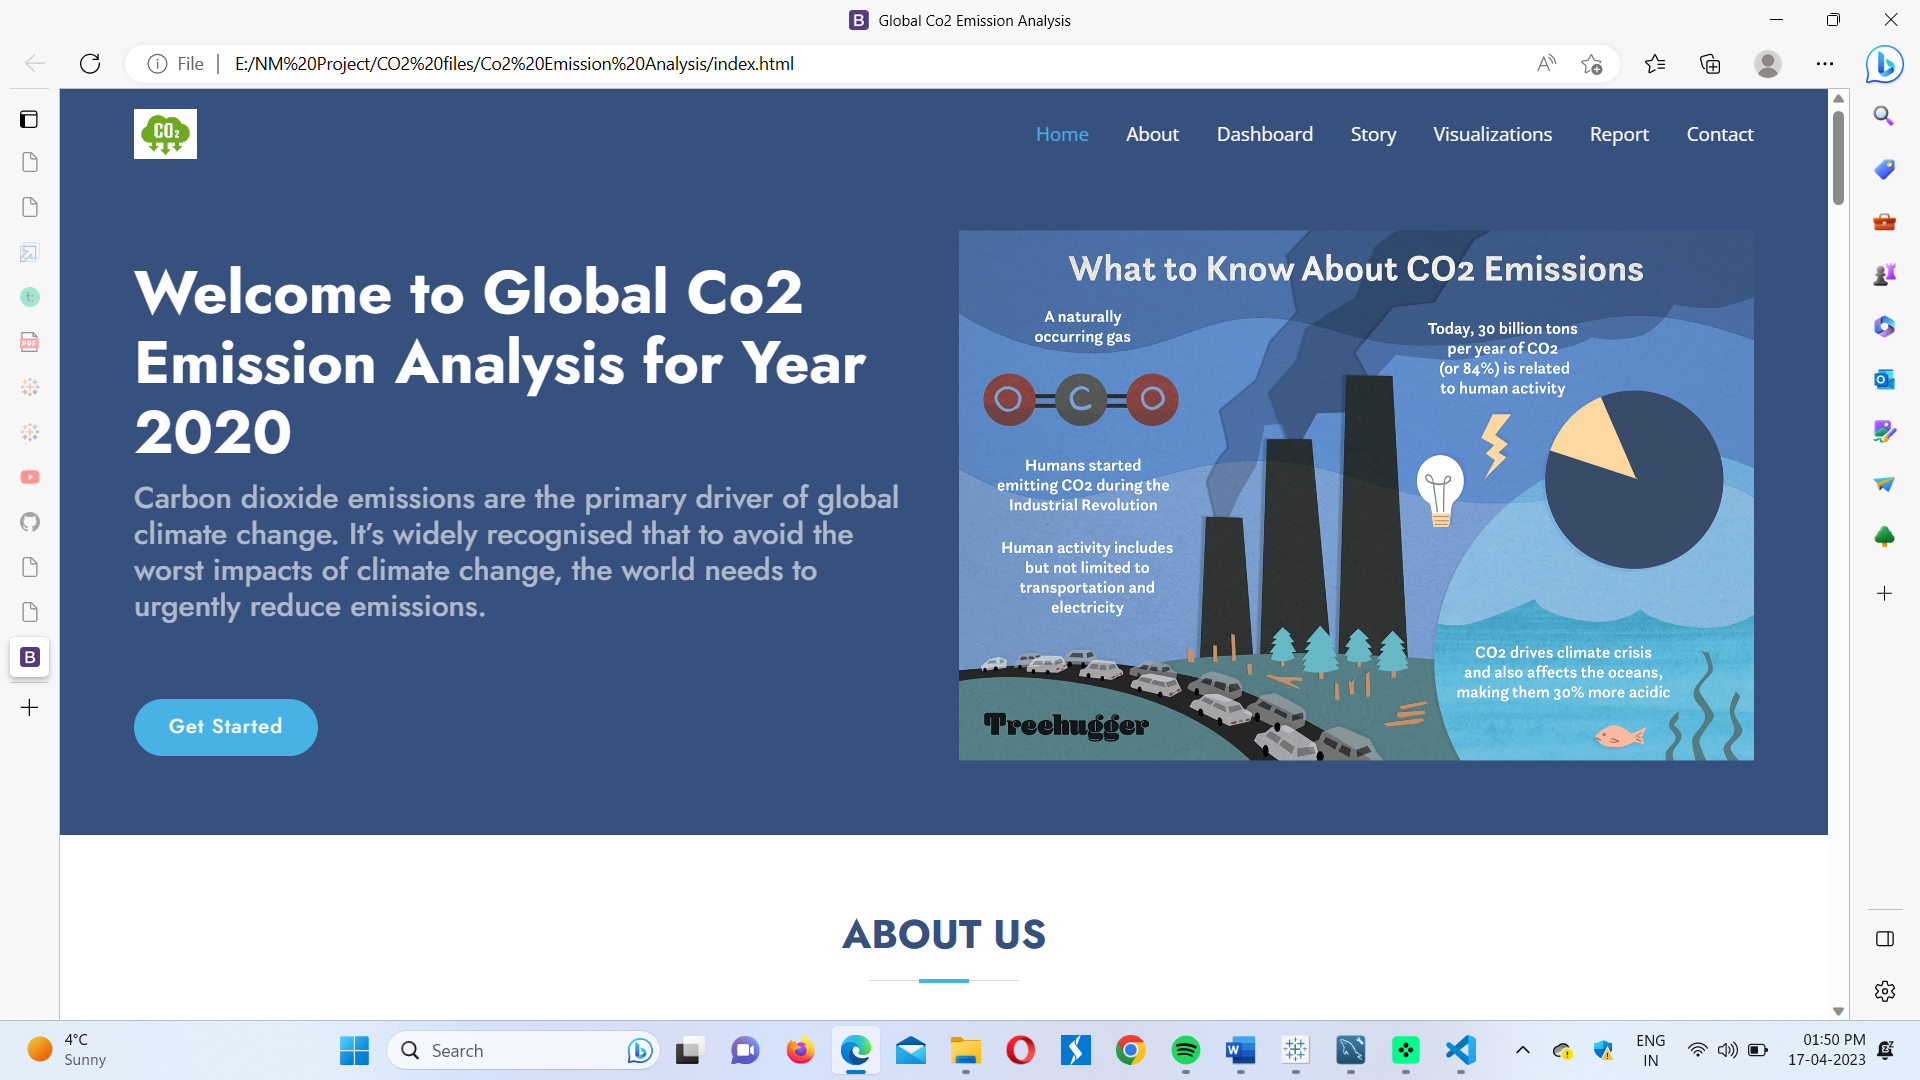 B Global Co2 Emission Analysis
File E:/NM%20Project/CO2%20files/Co2%20Emission%20Analysis/index.html
CO2
Home About Dashboard Story Visualizations Report Contact
Welcome to Global Co2
Emission Analysis for Year
2020
Carbon dioxide emissions are the primary driver of global
climate change. It’s widely recognised that to avoid the
worst impacts of climate change, the world needs to
urgently reduce emissions.
Get Started
What to Know About CO2 Emissions
A naturally
occurring gas
O C O
Humans started
emitting CO2 during the
Industrial Revolution
Human activity includes
but not limited to
transportation and
electricity
Today, 30 billion tons
per year of CO2
(or 84%) is related
to human activity
CO2 drives climate crisis
and also affects the oceans,
making them 30% more acidic
Treehugger
ABOUT US
4°C
Sunny
Search
ENG
IN
01:50 PM
17-04-2023